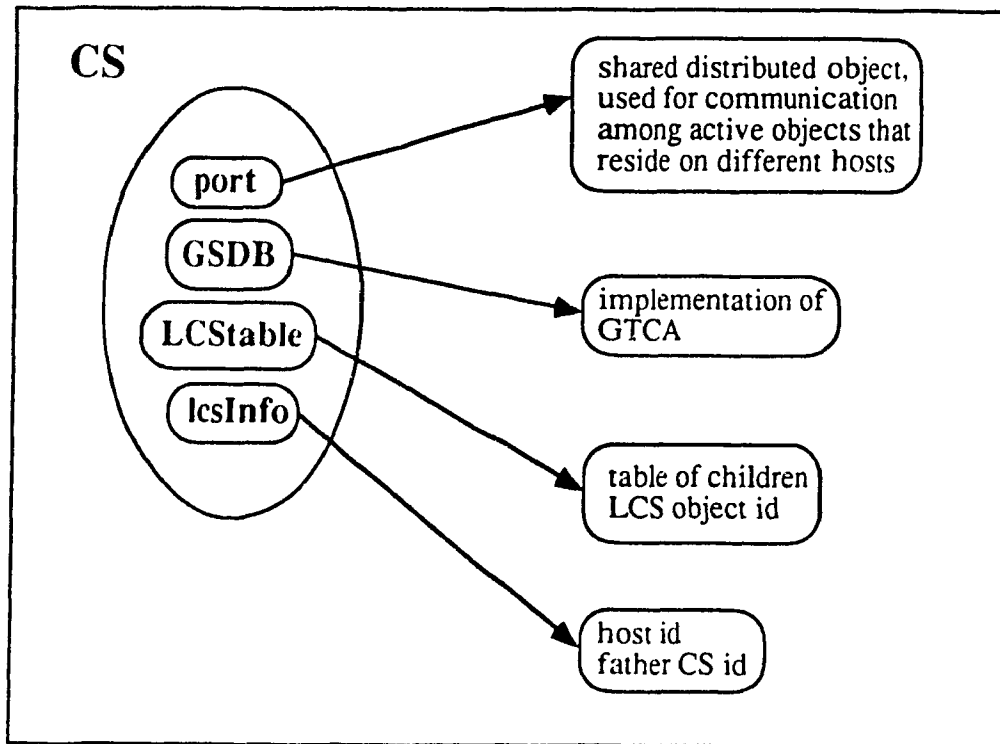 CS
port
GSDB
LCStable
lcsInfo
shared distributed object,
used for communication
among active objects that
reside on different hosts
implementation of
GTCA
table of children
LCS object id
host id
father CS id